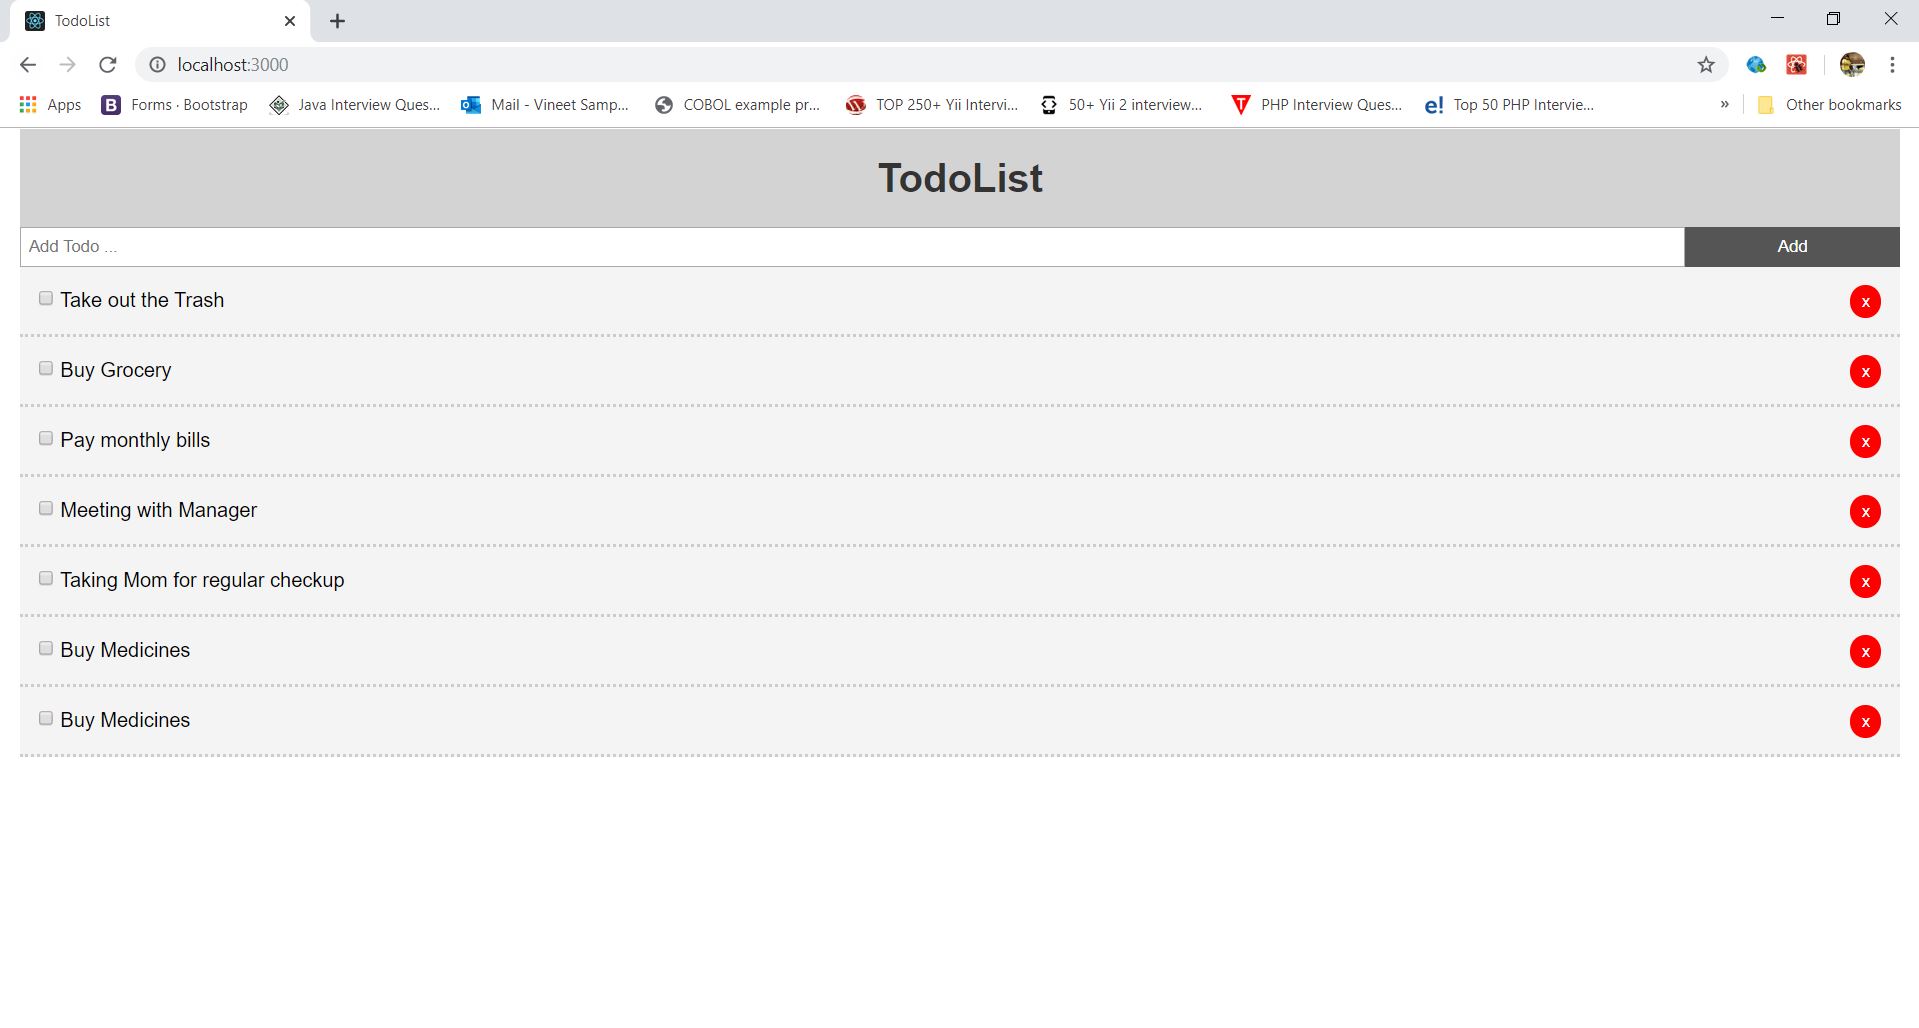 TodoList
localhost:3000
Apps Forms · Bootstrap Java Interview Ques... Mail - Vineet Samp... COBOL example pr... TOP 250+ Yii Intervi... 50+ Yii 2 interview... PHP Interview Ques... Top 50 PHP Intervie... » Other bookmarks
TodoList
Add Todo ... Add
Take out the Trash x
Buy Grocery x
Pay monthly bills x
Meeting with Manager x
Taking Mom for regular checkup x
Buy Medicines x
Buy Medicines x